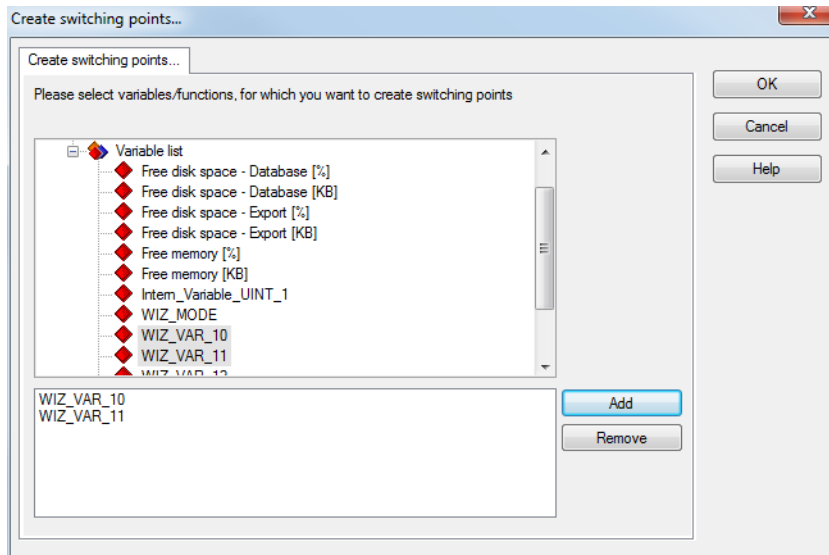 Create switching points...
Create switching points...
Please select variables/functions, for which you want to create switching points
OK
Cancel
Help
Variable list
Free disk space - Database [%]
Free disk space - Database [KB]
Free disk space - Export [%]
Free disk space - Export [KB]
Free memory [%]
Free memory [KB]
Intern_Variable_UINT_1
WIZ_MODE
WIZ_VAR_10
WIZ_VAR_11
WIZ_VAR_12
WIZ_VAR_10
WIZ_VAR_11
Add
Remove